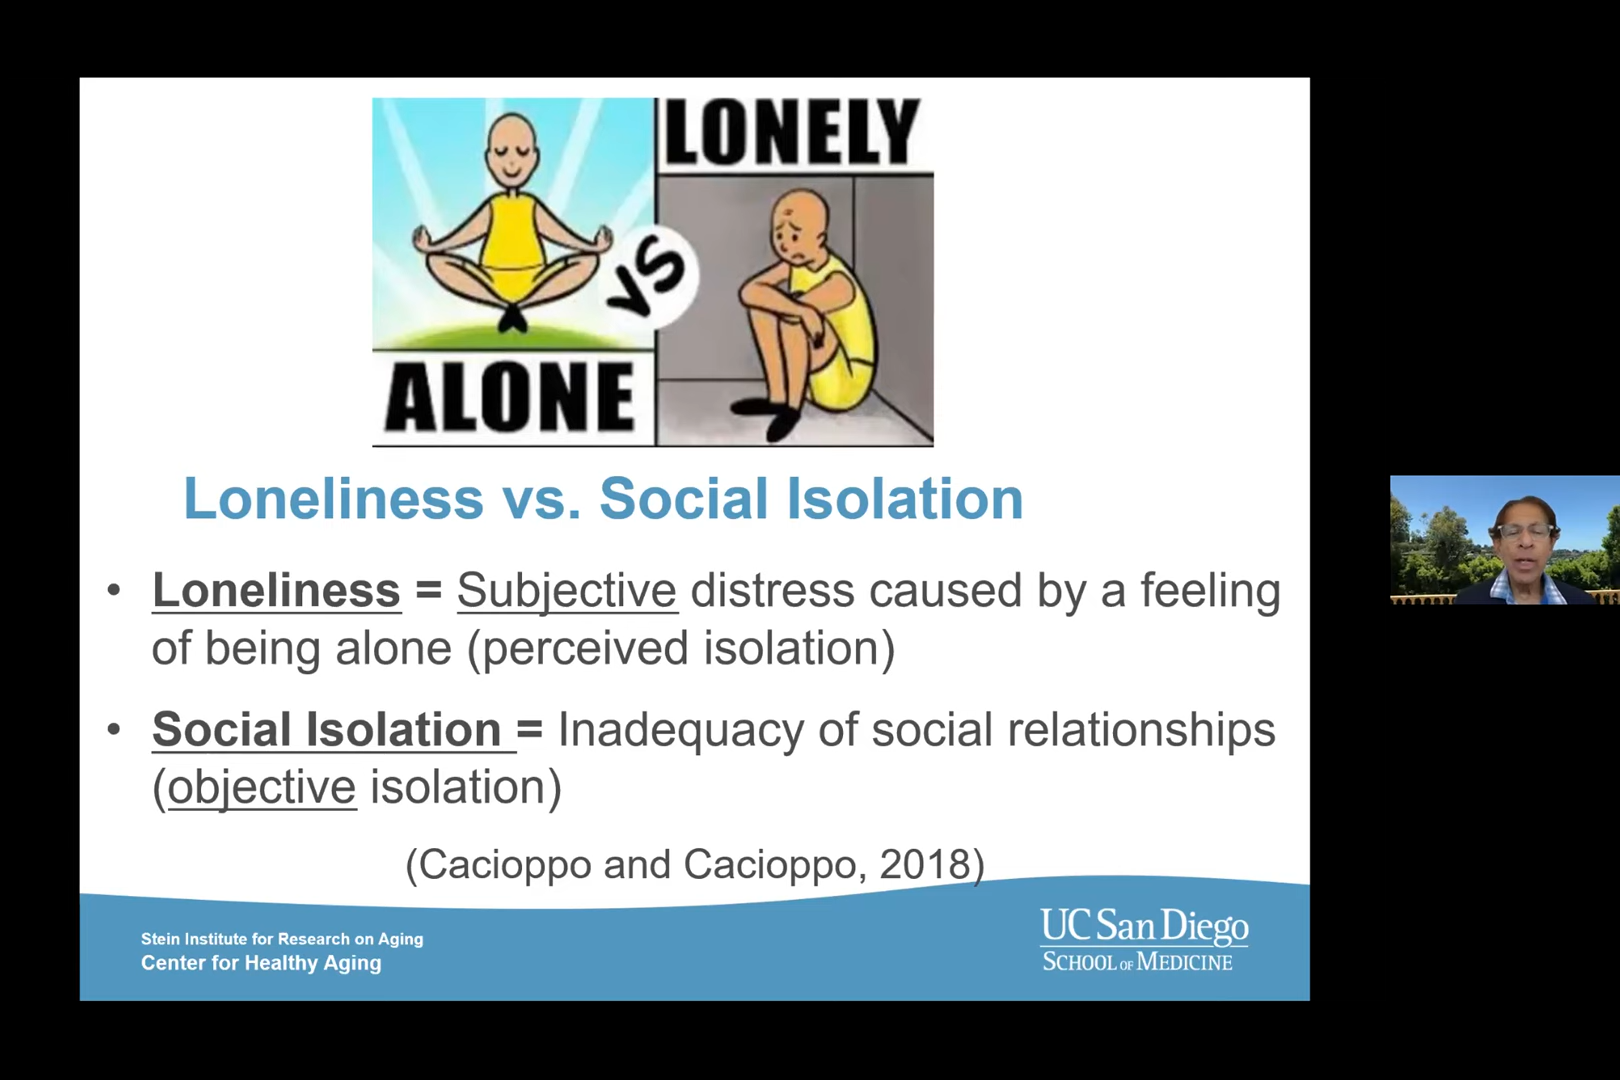 LONELY
VS
ALONE
Loneliness vs. Social Isolation
• Loneliness = Subjective distress caused by a feeling
of being alone (perceived isolation)
• Social Isolation = Inadequacy of social relationships
(objective isolation)
(Cacioppo and Cacioppo, 2018)
Stein Institute for Research on Aging
Center for Healthy Aging
UC San Diego
SCHOOL OF MEDICINE